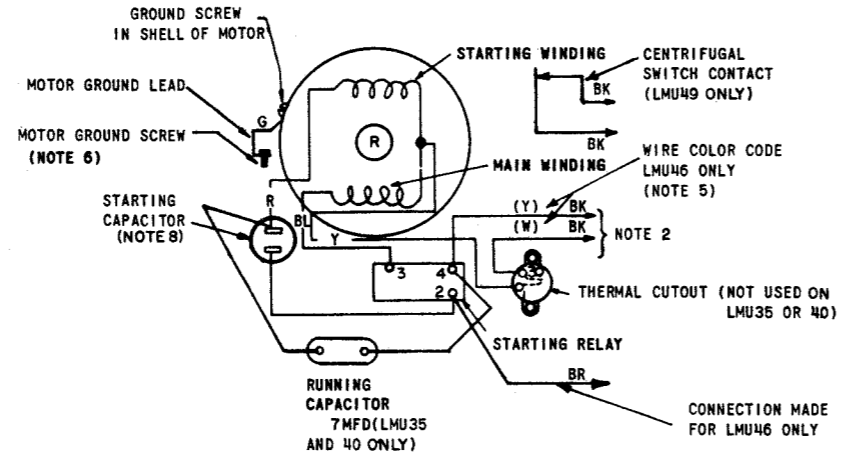 GROUND SCREW
IN SHELL OF MOTOR
STARTING WINDING
CENTRIFUGAL
SWITCH CONTACT
(LMU49 ONLY)
BK
BK
MOTOR GROUND LEAD
G
MOTOR GROUND SCREW
(NOTE 6)
R
MAIN WINDING
WIRE COLOR CODE
LMU46 ONLY
(NOTE 5)
STARTING
CAPACITOR
(NOTE 8)
R
BL
Y
(Y)
BK
(W)
BK
NOTE 2
3
4
2
THERMAL CUTOUT (NOT USED ON
LMU35 OR 40)
STARTING RELAY
BR
RUNNING
CAPACITOR
7MFD(LMU35
AND 40 ONLY)
CONNECTION MADE
FOR LMU46 ONLY